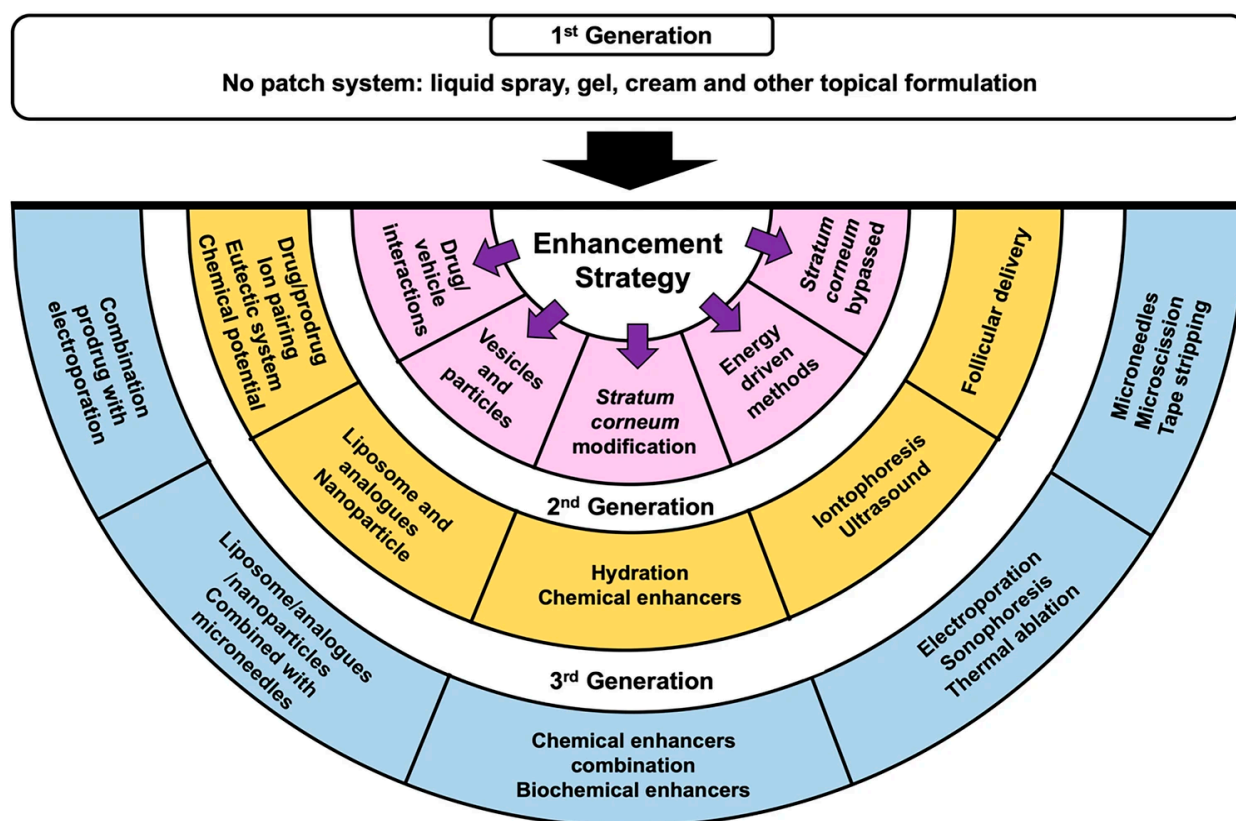 1st Generation
No patch system: liquid spray, gel, cream and other topical formulation
Enhancement
Strategy
Drug/
vehicle
interactions
Vesicles
and
particles
Stratum
corneum
modification
Energy
driven
methods
Stratum
corneum
bypassed
2nd Generation
Drug/prodrug
Ion pairing
Eutectic system
Chemical potential
Liposome and
analogues
Nanoparticle
Hydration
Chemical enhancers
Iontophoresis
Ultrasound
Follicular delivery
3rd Generation
Combination
prodrug with
electroporation
Liposome/analogues
/nanoparticles
Combined with
microneedles
Chemical enhancers
combination
Biochemical enhancers
Electroporation
Sonophoresis
Thermal ablation
Microneedles
Microscission
Tape stripping